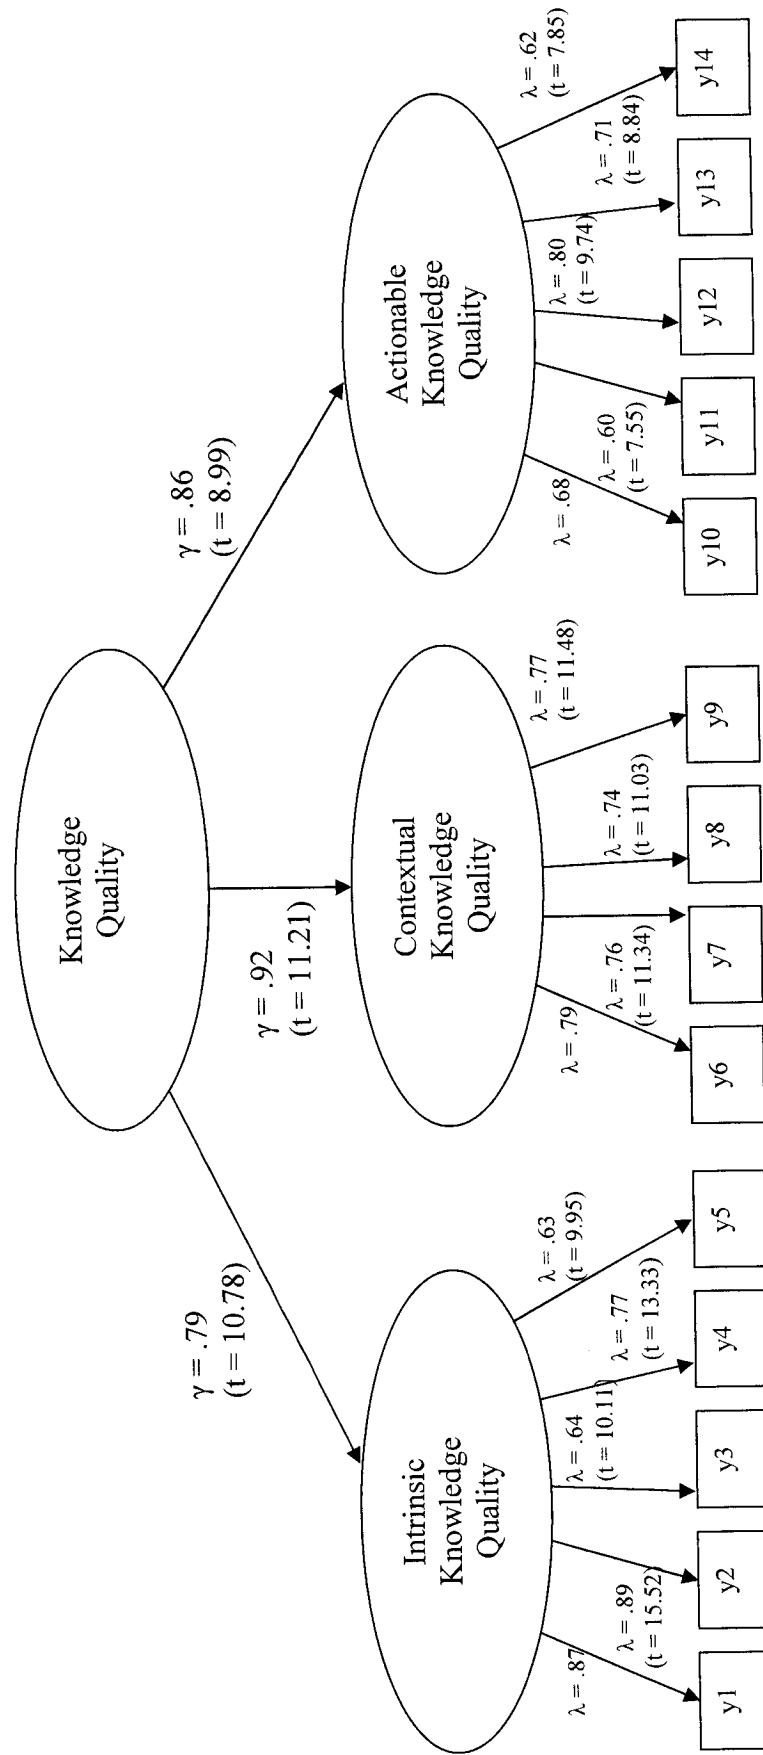 Knowledge
Quality
γ = .79
(t = 10.78)
γ = .92
(t = 11.21)
γ = .86
(t = 8.99)
Intrinsic
Knowledge
Quality
Contextual
Knowledge
Quality
Actionable
Knowledge
Quality
λ = .87
λ = .89
(t = 15.52)
λ = .64
(t = 10.11)
λ = .77
(t = 13.33)
λ = .63
(t = 9.95)
λ = .79
λ = .76
(t = 11.34)
λ = .74
(t = 11.03)
λ = .77
(t = 11.48)
λ = .68
λ = .60
(t = 7.55)
λ = .80
(t = 9.74)
λ = .71
(t = 8.84)
λ = .62
(t = 7.85)
y1
y2
y3
y4
y5
y6
y7
y8
y9
y10
y11
y12
y13
y14